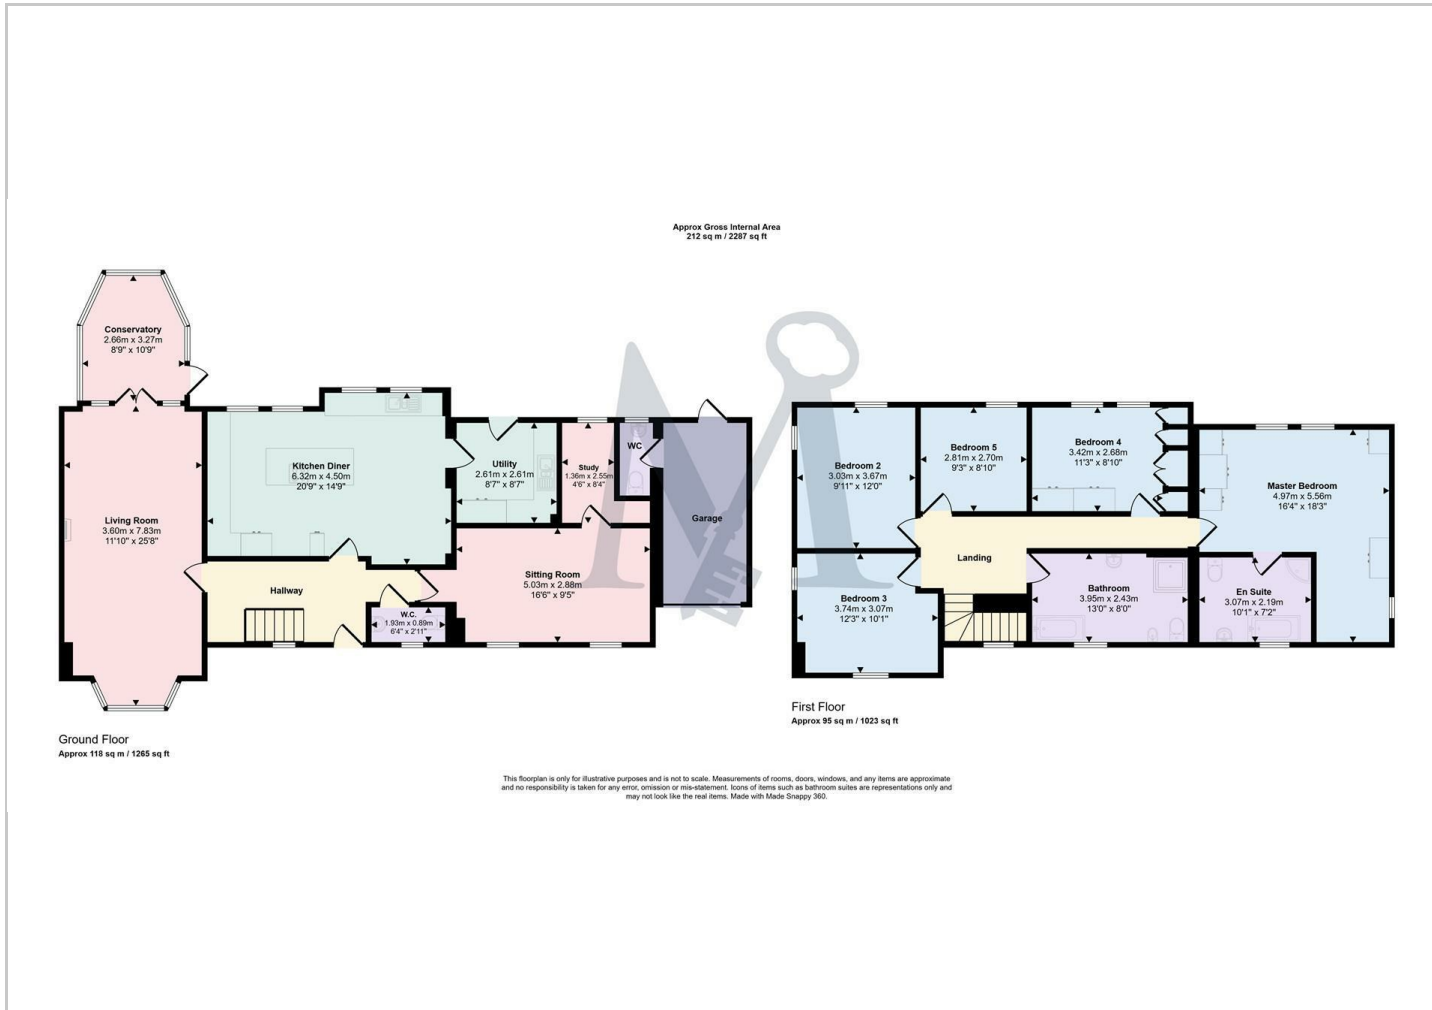 Approx Gross Internal Area
212 sq m / 2287 sq ft
Conservatory
2.66m x 3.27m
8'9" x 10'9"
Kitchen Diner
6.32m x 4.50m
20'9" x 14'9"
Utility
2.61m x 2.61m
8'7" x 8'7"
Study
1.36m x 2.55m
4'6" x 8'4"
WC
Garage
Living Room
3.60m x 7.83m
11'10" x 25'8"
Hallway
W.C.
1.93m x 0.89m
6'4" x 2'11"
Sitting Room
5.03m x 2.88m
16'6" x 9'5"
Ground Floor
Approx 118 sq m / 1265 sq ft
Bedroom 2
3.03m x 3.67m
9'11" x 12'0"
Bedroom 5
2.81m x 2.70m
9'3" x 8'10"
Bedroom 4
3.42m x 2.68m
11'3" x 8'10"
Master Bedroom
4.97m x 5.56m
16'4" x 18'3"
Landing
Bedroom 3
3.74m x 3.07m
12'3" x 10'1"
Bathroom
3.95m x 2.43m
13'0" x 8'0"
En Suite
3.07m x 2.19m
10'1" x 7'2"
First Floor
Approx 95 sq m / 1023 sq ft
This floorplan is only for illustrative purposes and is not to scale. Measurements of rooms, doors, windows, and any items are approximate
and no responsibility is taken for any error, omission or mis-statement. Icons of items such as bathroom suites are representations only and
may not look like the real items. Made with Made Snappy 360.